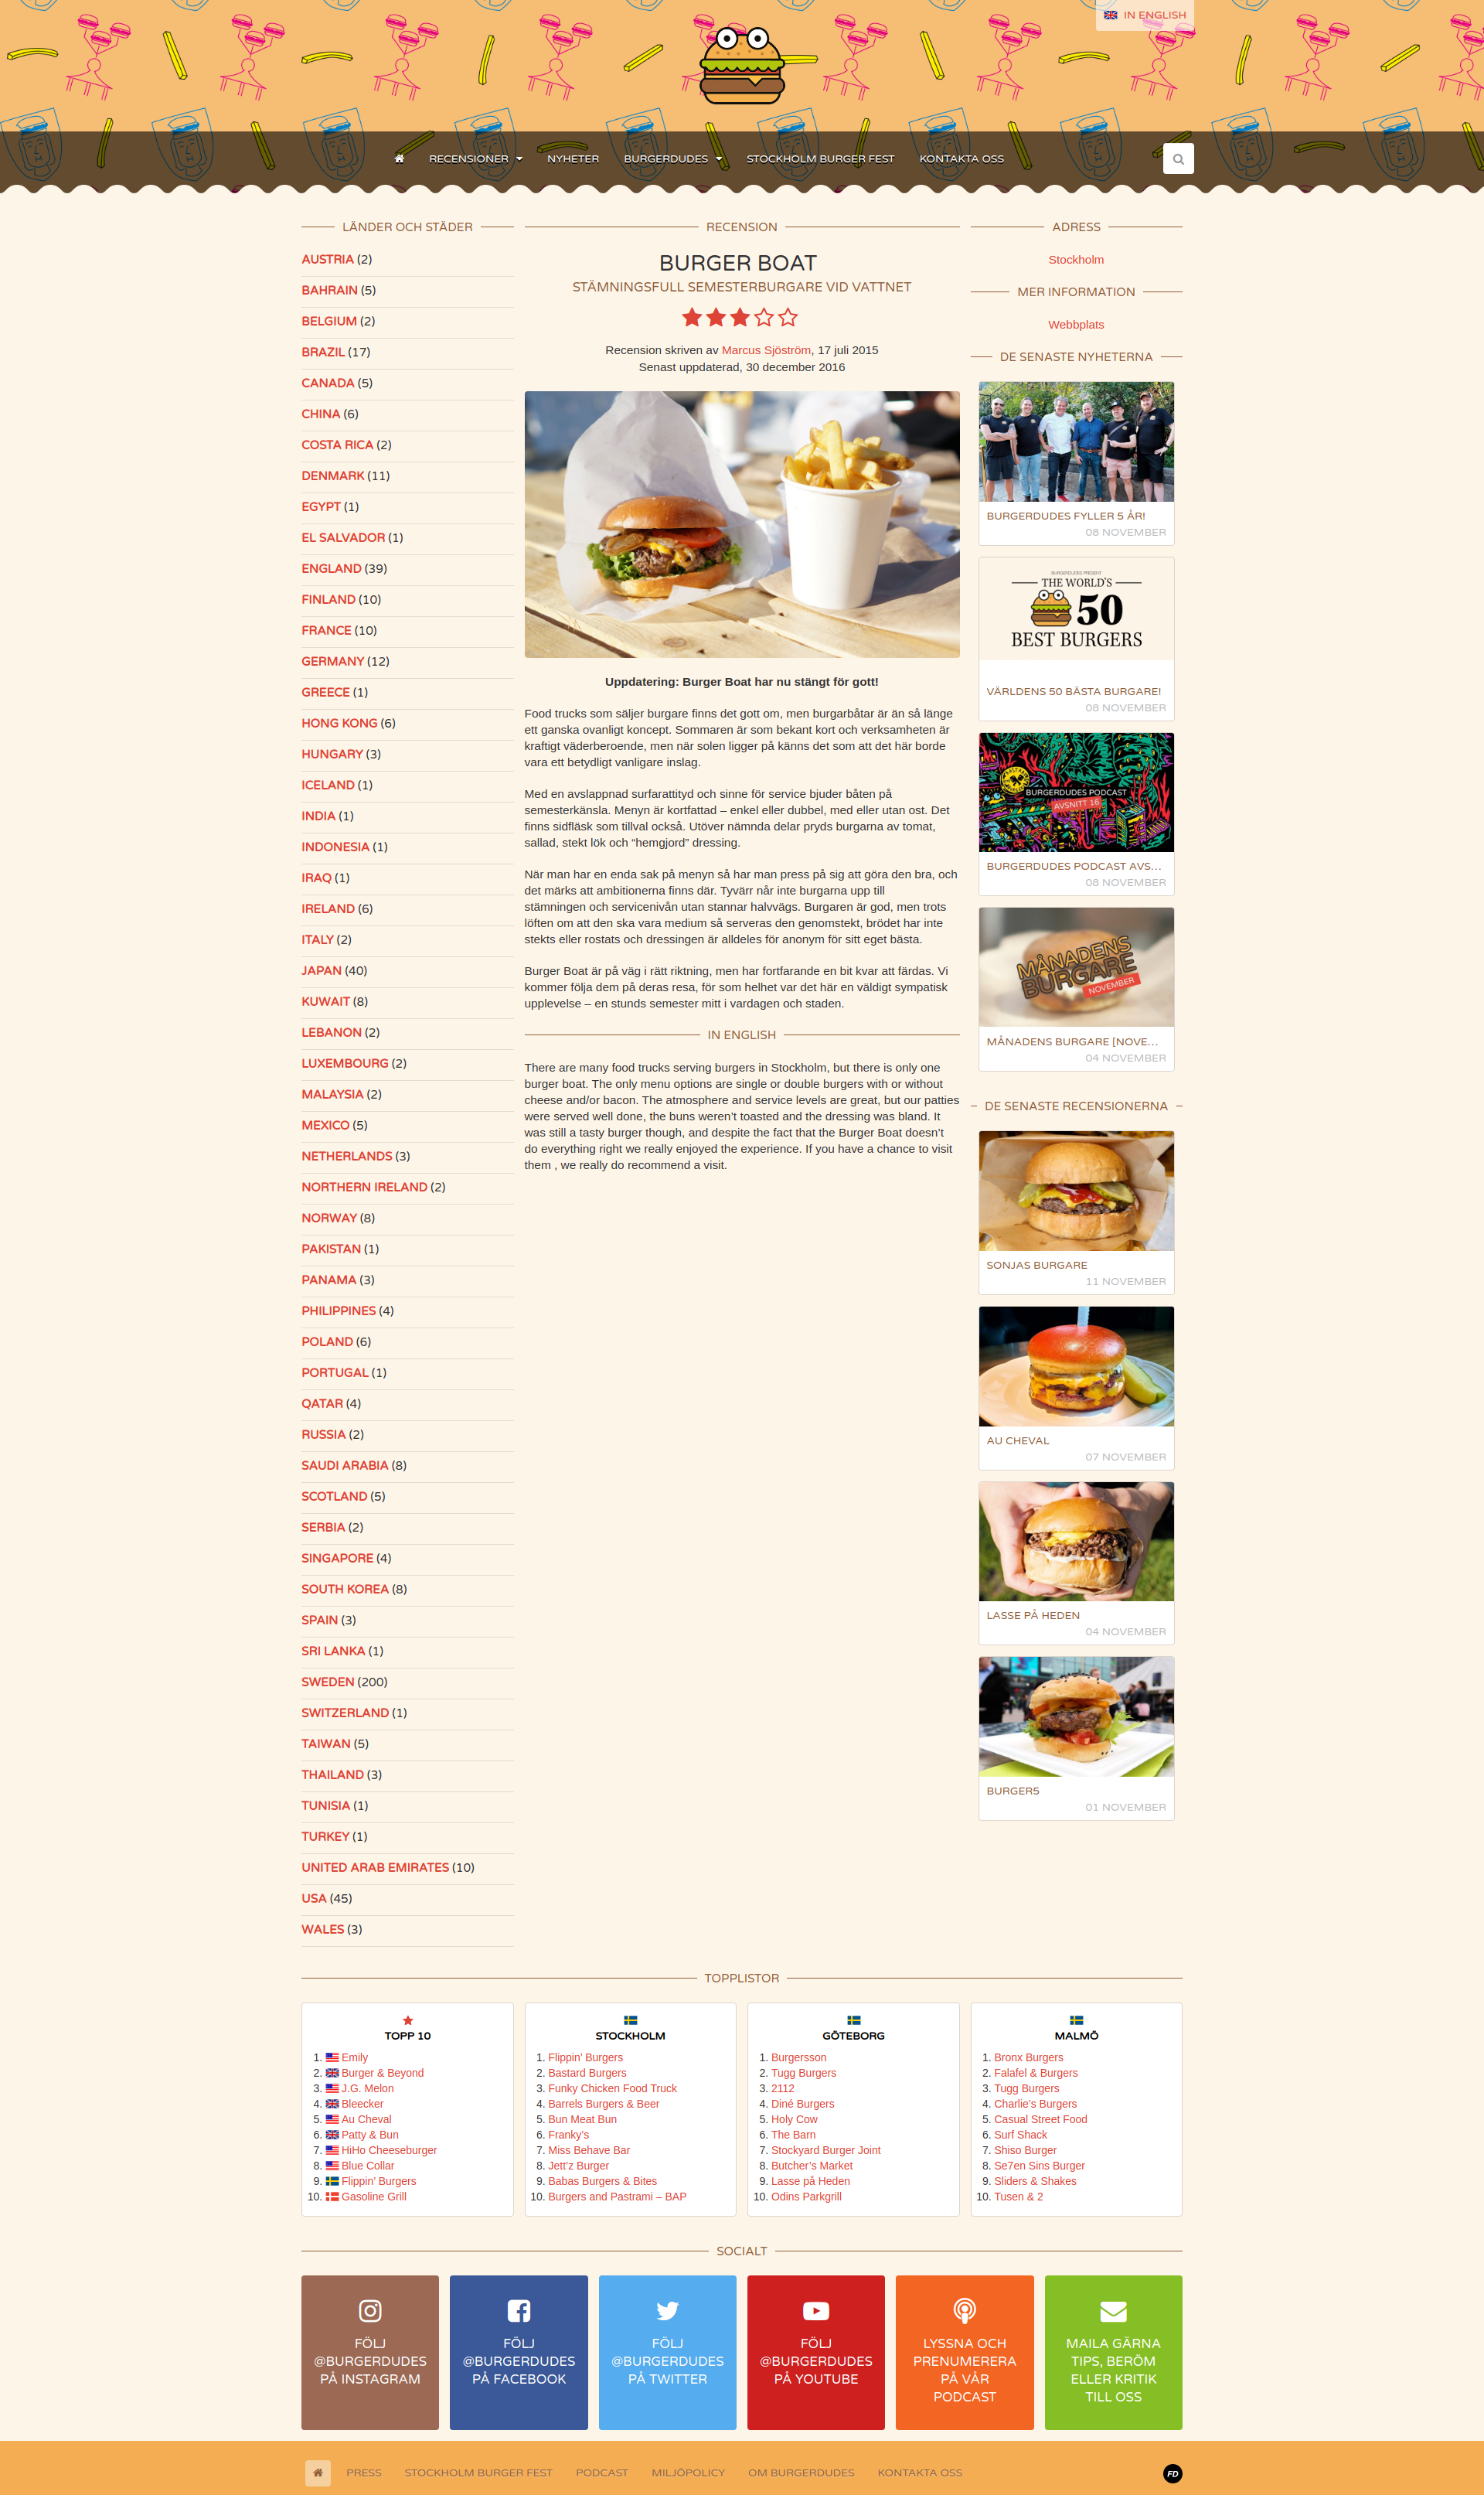 IN ENGLISH
RECENSIONER
NYHETER
BURGERDUDES
STOCKHOLM BURGER FEST
KONTAKTA OSS
LÄNDER OCH STÄDER
AUSTRIA (2)
BAHRAIN (5)
BELGIUM (2)
BRAZIL (17)
CANADA (5)
CHINA (6)
COSTA RICA (2)
DENMARK (11)
EGYPT (1)
EL SALVADOR (1)
ENGLAND (39)
FINLAND (10)
FRANCE (10)
GERMANY (12)
GREECE (1)
HONG KONG (6)
HUNGARY (3)
ICELAND (1)
INDIA (1)
INDONESIA (1)
IRAQ (1)
IRELAND (6)
ITALY (2)
JAPAN (40)
KUWAIT (8)
LEBANON (2)
LUXEMBOURG (2)
MALAYSIA (2)
MEXICO (5)
NETHERLANDS (3)
NORTHERN IRELAND (2)
NORWAY (8)
PAKISTAN (1)
PANAMA (3)
PHILIPPINES (4)
POLAND (6)
PORTUGAL (1)
QATAR (4)
RUSSIA (2)
SAUDI ARABIA (8)
SCOTLAND (5)
SERBIA (2)
SINGAPORE (4)
SOUTH KOREA (8)
SPAIN (3)
SRI LANKA (1)
SWEDEN (200)
SWITZERLAND (1)
TAIWAN (5)
THAILAND (3)
TUNISIA (1)
TURKEY (1)
UNITED ARAB EMIRATES (10)
USA (45)
WALES (3)
RECENSION
BURGER BOAT
STÄMNINGSFULL SEMESTERBURGARE VID VATTNET
Recension skriven av Marcus Sjöström, 17 juli 2015
Senast uppdaterad, 30 december 2016
Uppdatering: Burger Boat har nu stängt för gott!
Food trucks som säljer burgare finns det gott om, men burgarbåtar är än så länge
ett ganska ovanligt koncept. Sommaren är som bekant kort och verksamheten är
kraftigt väderberoende, men när solen ligger på känns det som att det här borde
vara ett betydligt vanligare inslag.
Med en avslappnad surfarattityd och sinne för service bjuder båten på
semesterkänsla. Menyn är kortfattad – enkel eller dubbel, med eller utan ost. Det
finns sidfläsk som tillval också. Utöver nämnda delar pryds burgarna av tomat,
sallad, stekt lök och “hemgjord” dressing.
När man har en enda sak på menyn så har man press på sig att göra den bra, och
det märks att ambitionerna finns där. Tyvärr når inte burgarna upp till
stämningen och servicenivån utan stannar halvvägs. Burgaren är god, men trots
löften om att den ska vara medium så serveras den genomstekt, brödet har inte
stekts eller rostats och dressingen är alldeles för anonym för sitt eget bästa.
Burger Boat är på väg i rätt riktning, men har fortfarande en bit kvar att färdas. Vi
kommer följa dem på deras resa, för som helhet var det här en väldigt sympatisk
upplevelse – en stunds semester mitt i vardagen och staden.
IN ENGLISH
There are many food trucks serving burgers in Stockholm, but there is only one
burger boat. The only menu options are single or double burgers with or without
cheese and/or bacon. The atmosphere and service levels are great, but our patties
were served well done, the buns weren’t toasted and the dressing was bland. It
was still a tasty burger though, and despite the fact that the Burger Boat doesn’t
do everything right we really enjoyed the experience. If you have a chance to visit
them , we really do recommend a visit.
ADRESS
Stockholm
MER INFORMATION
Webbplats
DE SENASTE NYHETERNA
BURGERDUDES FYLLER 5 ÅR!
08 NOVEMBER
BURGERDUDES PRESENT
THE WORLD'S
50
BEST BURGERS
VÄRLDENS 50 BÄSTA BURGARE!
08 NOVEMBER
BURGERDUDES PODCAST
AVSNITT 16
BURGERDUDES PODCAST AVS…
08 NOVEMBER
MÅNADENS
BURGARE
NOVEMBER
MÅNADENS BURGARE [NOVE…
04 NOVEMBER
DE SENASTE RECENSIONERNA
SONJAS BURGARE
11 NOVEMBER
AU CHEVAL
07 NOVEMBER
LASSE PÅ HEDEN
04 NOVEMBER
BURGER5
01 NOVEMBER
TOPPLISTOR
TOPP 10
1. Emily
2. Burger & Beyond
3. J.G. Melon
4. Bleecker
5. Au Cheval
6. Patty & Bun
7. HiHo Cheeseburger
8. Blue Collar
9. Flippin’ Burgers
10. Gasoline Grill
STOCKHOLM
1. Flippin’ Burgers
2. Bastard Burgers
3. Funky Chicken Food Truck
4. Barrels Burgers & Beer
5. Bun Meat Bun
6. Franky’s
7. Miss Behave Bar
8. Jett’z Burger
9. Babas Burgers & Bites
10. Burgers and Pastrami – BAP
GÖTEBORG
1. Burgersson
2. Tugg Burgers
3. 2112
4. Diné Burgers
5. Holy Cow
6. The Barn
7. Stockyard Burger Joint
8. Butcher’s Market
9. Lasse på Heden
10. Odins Parkgrill
MALMÖ
1. Bronx Burgers
2. Falafel & Burgers
3. Tugg Burgers
4. Charlie’s Burgers
5. Casual Street Food
6. Surf Shack
7. Shiso Burger
8. Se7en Sins Burger
9. Sliders & Shakes
10. Tusen & 2
SOCIALT
FÖLJ
@BURGERDUDES
PÅ INSTAGRAM
FÖLJ
@BURGERDUDES
PÅ FACEBOOK
FÖLJ
@BURGERDUDES
PÅ TWITTER
FÖLJ
@BURGERDUDES
PÅ YOUTUBE
LYSSNA OCH
PRENUMERERA
PÅ VÅR
PODCAST
MAILA GÄRNA
TIPS, BERÖM
ELLER KRITIK
TILL OSS
PRESS
STOCKHOLM BURGER FEST
PODCAST
MILJÖPOLICY
OM BURGERDUDES
KONTAKTA OSS
FD